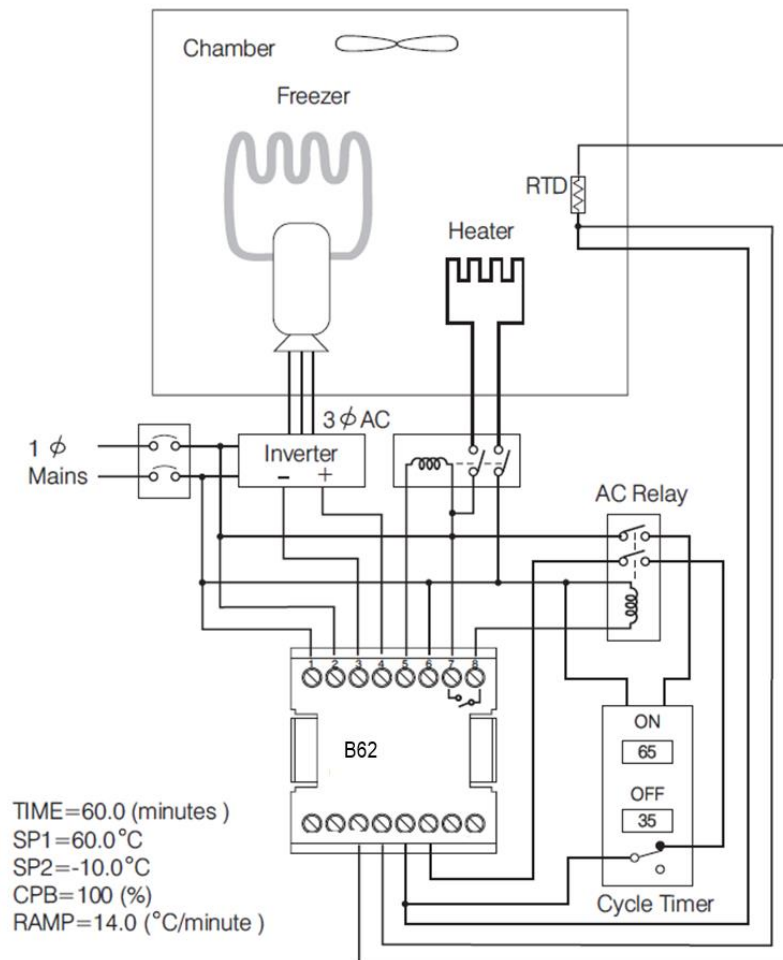 Chamber
Freezer
RTD
Heater
3 ϕ AC
1 ϕ
Mains
Inverter
− +
AC Relay
1 2 3 4 5 6 7 8
B62
ON
65
OFF
35
Cycle Timer
TIME=60.0 (minutes )
SP1=60.0°C
SP2=-10.0°C
CPB=100 (%)
RAMP=14.0 (°C/minute )